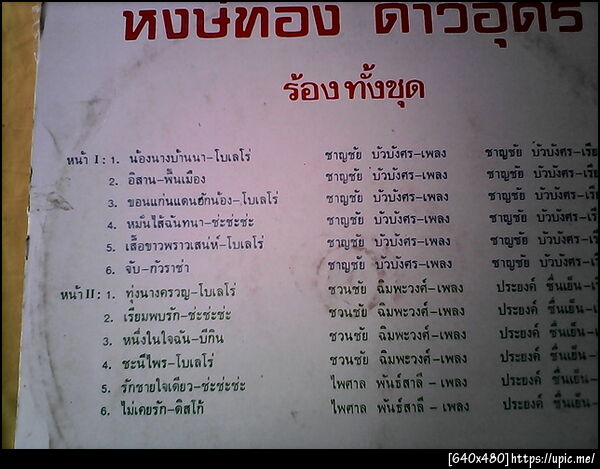 หงษ์ทอง ดาวอุดร
ร้องทั้งชุด
หน้า I : 1. น้องนางบ้านนา-โบเลโร่ ชาญชัย บัวบังศร-เพลง ชาญชัย บัวบังศร-เรีย
2. อิสาน-พื้นเมือง ชาญชัย บัวบังศร-เพลง ชาญชัย บัวบังศร-เรี
3. ขอนแก่นแดนฮักน้อง-โบเลโร่ ชาญชัย บัวบังศร-เพลง ชาญชัย บัวบังศร-เรี
4. หมั่นไส้ฉันทนา-ช่ะช่ะช่ะ ชาญชัย บัวบังศร-เพลง ชาญชัย บัวบังศร-เรี
5. เสื้อขาวพราวเสน่ห์-โบเลโร่ ชาญชัย บัวบังศร-เพลง ชาญชัย บัวบังศร-เรี
6. จับ-กัวราช่า ชาญชัย บัวบังศร-เพลง ชาญชัย บัวบังศร-เรี
หน้า II : 1. ทุ่งนางครวญ-โบเลโร่ ชวนชัย ฉิมพะวงศ์-เพลง ประยงค์ ชื่นเย็น-เ
2. เรียมพบรัก-ช่ะช่ะช่ะ ชวนชัย ฉิมพะวงศ์-เพลง ประยงค์ ชื่นเย็น-เ
3. หนึ่งในใจฉัน-บีกิน ชวนชัย ฉิมพะวงศ์-เพลง ประยงค์ ชื่นเย็น-เ
4. ชะนีไพร-โบเลโร่ ชวนชัย ฉิมพะวงศ์-เพลง ประยงค์ ชื่นเย็น-เ
5. รักชายใจเดียว-ช่ะช่ะช่ะ ไพศาล พันธ์สาลี - เพลง ประยงค์ ชื่นเย็น-เ
6. ไม่เคยรัก-ดิสโก้ ไพศาล พันธ์สาลี - เพลง ประยงค์ ชื่นเย็น-เ
[640x480]https://upic.me/